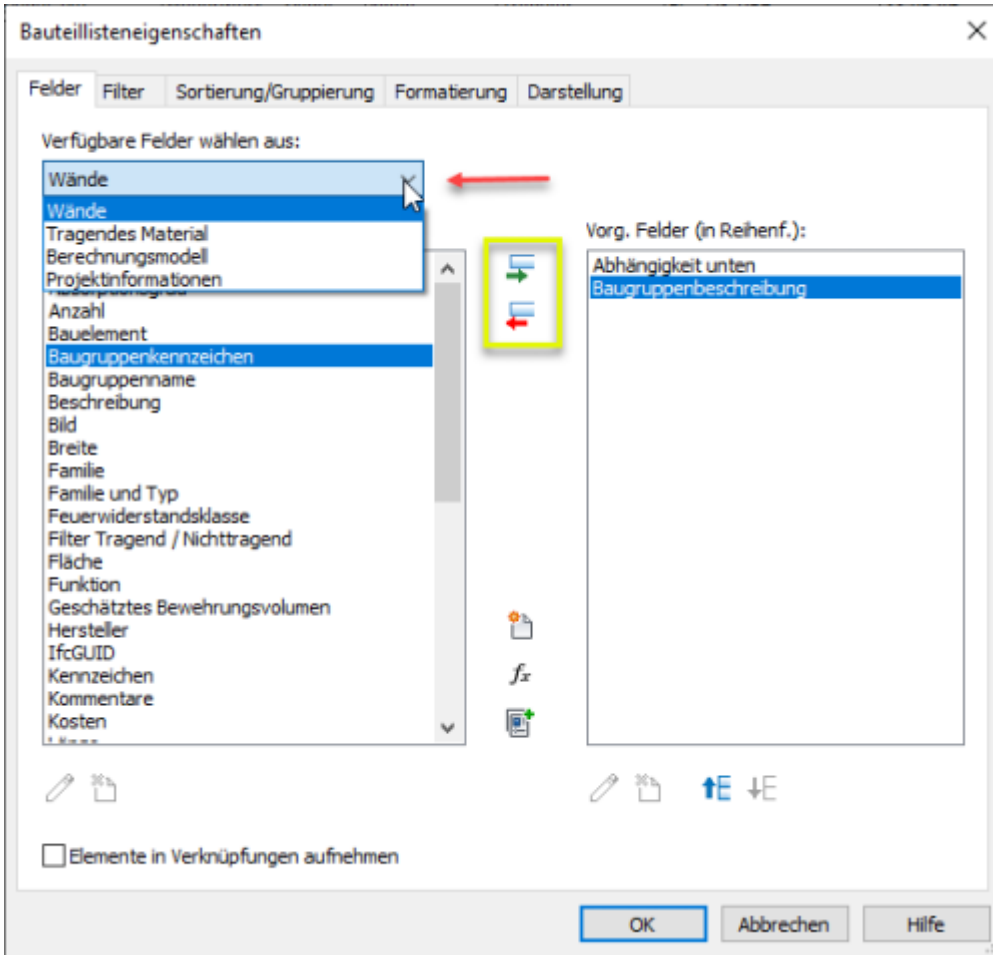 Bauteillisteneigenschaften
Felder Filter Sortierung/Gruppierung Formatierung Darstellung
Verfügbare Felder wählen aus:
Wände
Wände
Tragendes Material
Berechnungsmodell
Projektinformationen
Anzahl
Bauelement
Baugruppenkennzeichen
Baugruppenname
Beschreibung
Bild
Breite
Familie
Familie und Typ
Feuerwiderstandsklasse
Filter Tragend / Nichttragend
Fläche
Funktion
Geschätztes Bewehrungsvolumen
Hersteller
IfcGUID
Kennzeichen
Kommentare
Kosten
fx
Vorg. Felder (in Reihenf.):
Abhängigkeit unten
Baugruppenbeschreibung
Elemente in Verknüpfungen aufnehmen
OK Abbrechen Hilfe